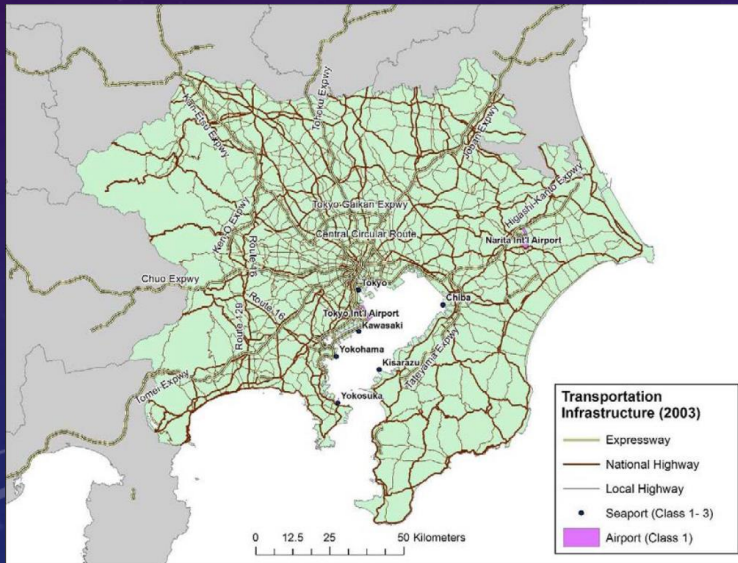 Kan-Etsu Expwy
Tohoku Expwy
Joban Expwy
Higashi-Kanto Expwy
Tokyo-Gaikan Expwy
Central Circular Route
Narita Int'l Airport
Ken-O Expwy
Route-16
Chuo Expwy
Tokyo
Chiba
Route-16
Route-129
Tokyo Int'l Airport
Kawasaki
Yokohama
Kisarazu
Tateyama Expwy
Tomei Expwy
Yokosuka
Transportation
Infrastructure (2003)
Expressway
National Highway
Local Highway
Seaport (Class 1- 3)
Airport (Class 1)
0 12.5 25 50 Kilometers